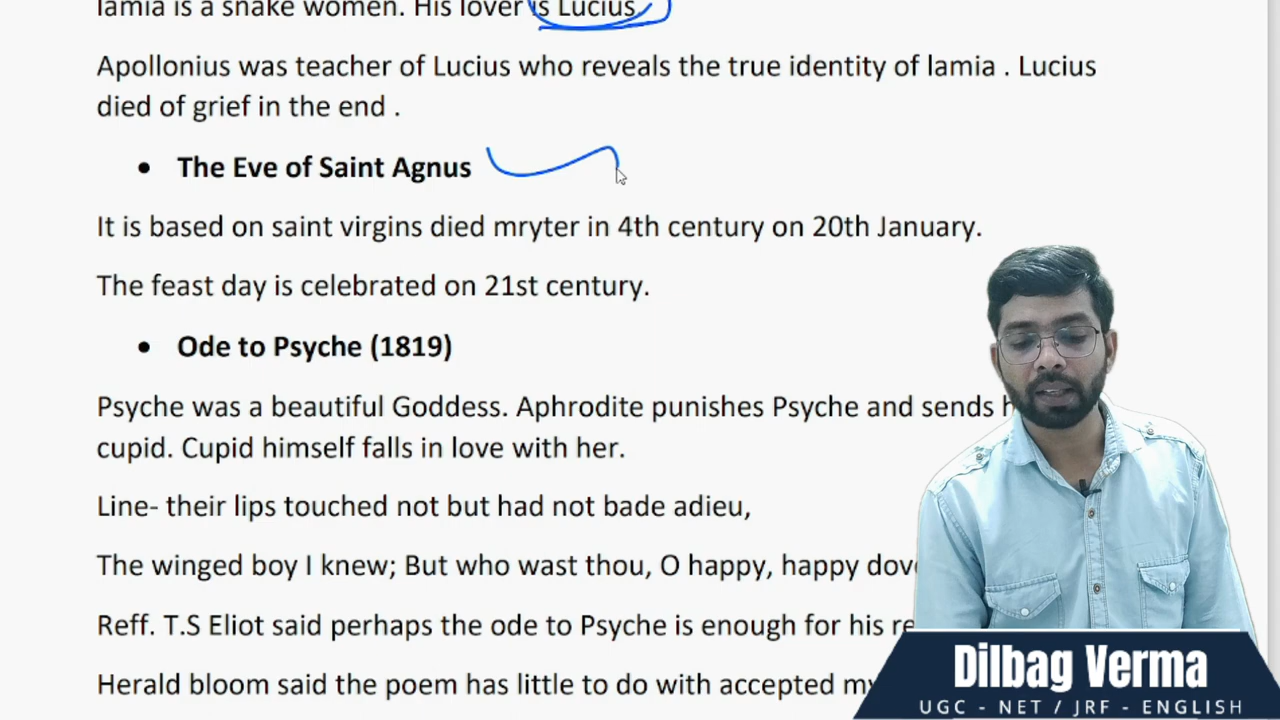 lamia is a snake women. His lover is Lucius.
Apollonius was teacher of Lucius who reveals the true identity of lamia . Lucius
died of grief in the end .
• The Eve of Saint Agnus
It is based on saint virgins died mryter in 4th century on 20th January.
The feast day is celebrated on 21st century.
• Ode to Psyche (1819)
Psyche was a beautiful Goddess. Aphrodite punishes Psyche and sends
cupid. Cupid himself falls in love with her.
Line- their lips touched not but had not bade adieu,
The winged boy I knew; But who wast thou, O happy, happy
Reff. T.S Eliot said perhaps the ode to Psyche is enough for his
Herald bloom said the poem has little to do with accepted
Dilbag Verma
UGC - NET / JRF - ENGLISH